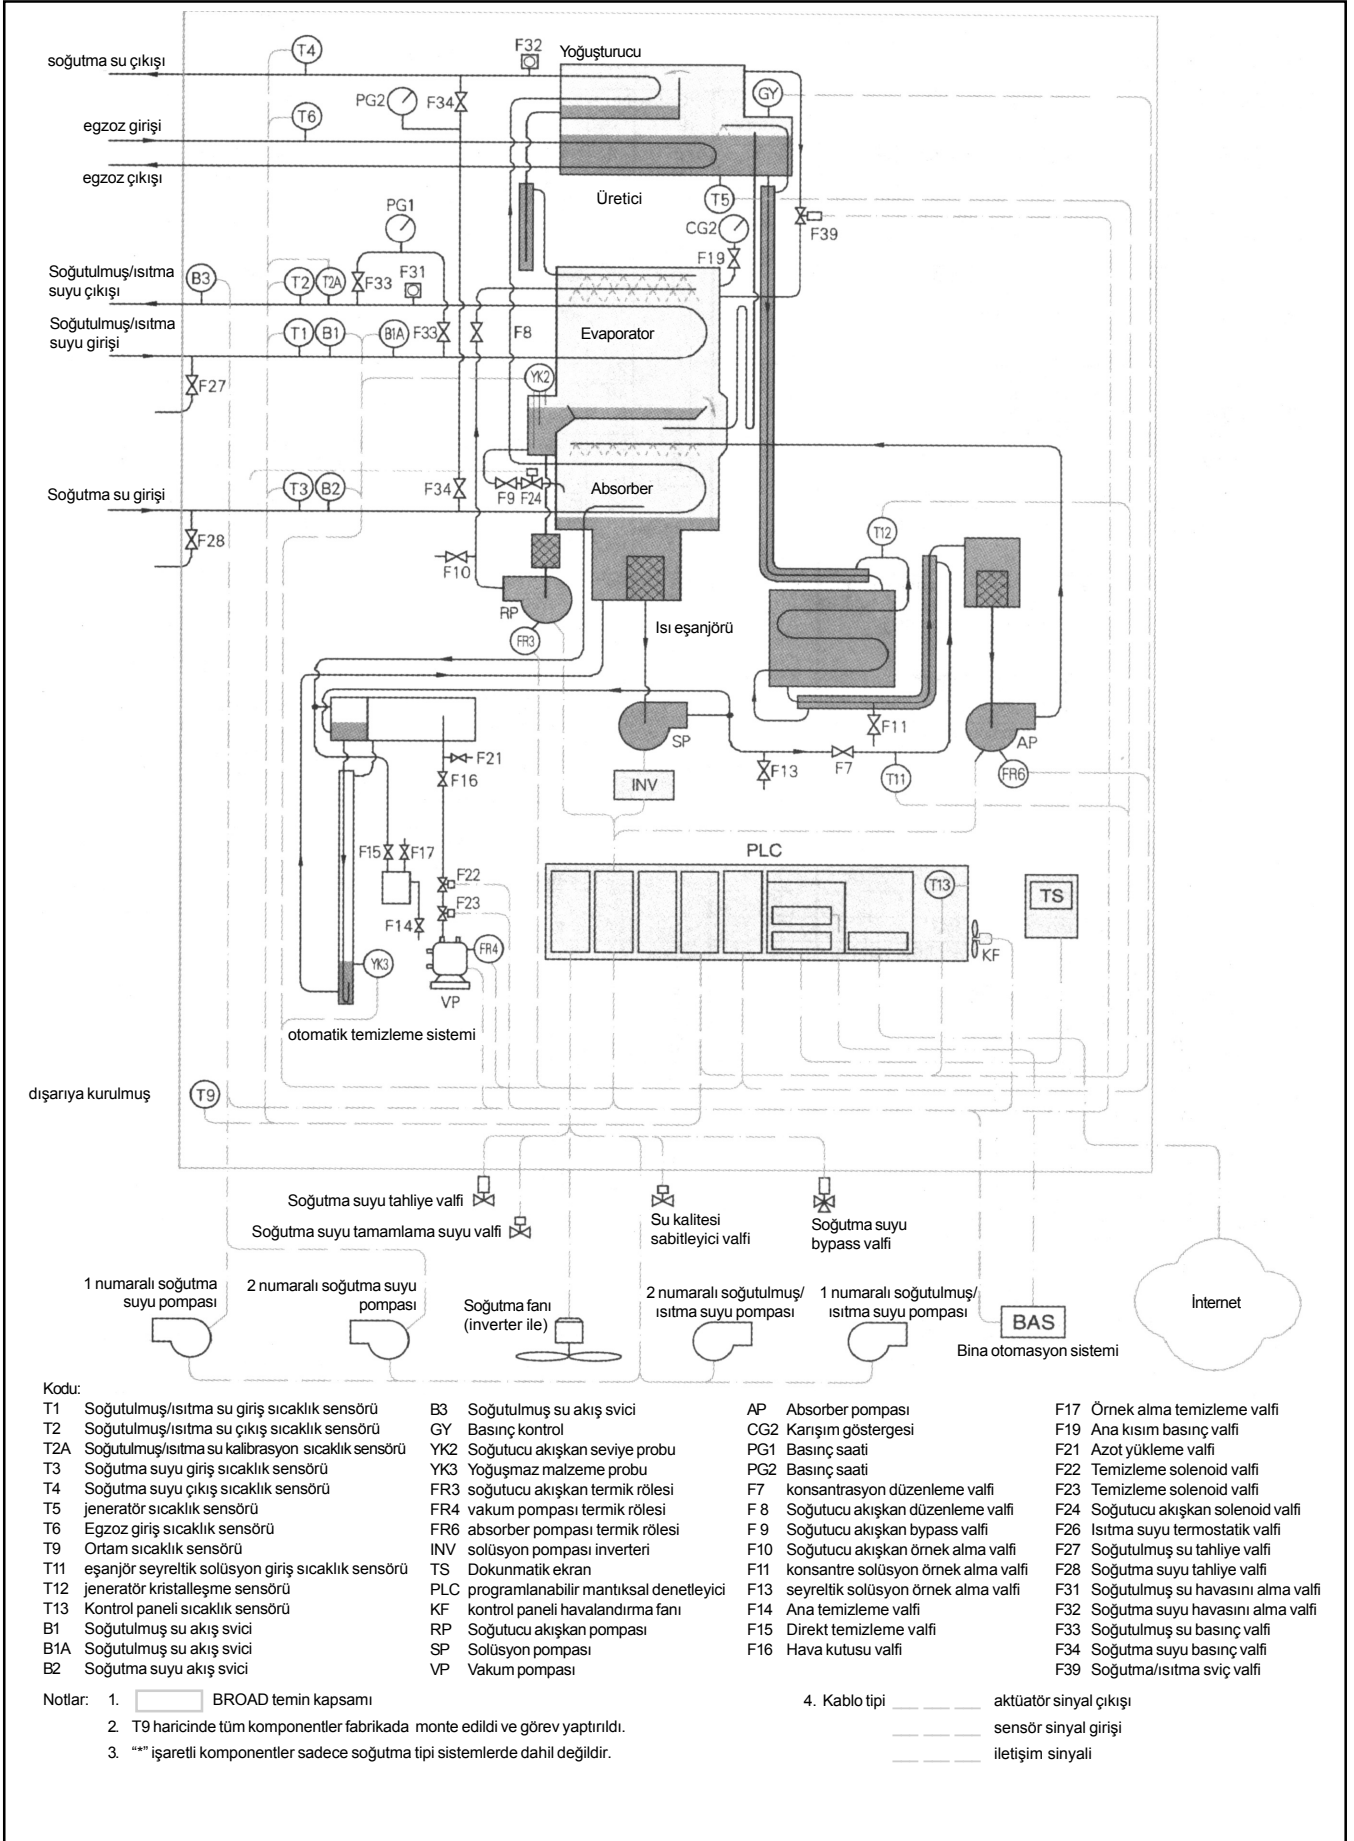 T4
F32
Yoğuşturucu
soğutma su çıkışı
PG2
F34
GY
T6
egzoz girişi
egzoz çıkışı
Üretici
T5
PG1
CG2
F39
F19
Soğutulmuş/ısıtma
suyu çıkışı
B3
T2
T2A
F33
F31
Soğutulmuş/ısıtma
suyu girişi
T1
B1
B1A
F33
F8
Evaporator
YK2
F27
Soğutma su girişi
T3
B2
F34
F9
F24
Absorber
F28
F10
T12
RP
FR3
Isı eşanjörü
SP
F11
AP
F21
F16
F13
F7
T11
FR6
INV
F15
F17
PLC
F22
T13
TS
F23
F14
FR4
KF
YK3
VP
otomatik temizleme sistemi
dışarıya kurulmuş
T9
Soğutma suyu tahliye valfi
Soğutma suyu tamamlama suyu valfi
Su kalitesi
sabitleyici valfi
Soğutma suyu
bypass valfi
1 numaralı soğutma
suyu pompası
2 numaralı soğutma suyu
pompası
Soğutma fanı
(inverter ile)
2 numaralı soğutulmuş/
ısıtma suyu pompası
1 numaralı soğutulmuş/
ısıtma suyu pompası
BAS
Bina otomasyon sistemi
İnternet
Kodu:
T1 Soğutulmuş/ısıtma su giriş sıcaklık sensörü
T2 Soğutulmuş/ısıtma su çıkış sıcaklık sensörü
T2A Soğutulmuş/ısıtma su kalibrasyon sıcaklık sensörü
T3 Soğutma suyu giriş sıcaklık sensörü
T4 Soğutma suyu çıkış sıcaklık sensörü
T5 jeneratör sıcaklık sensörü
T6 Egzoz giriş sıcaklık sensörü
T9 Ortam sıcaklık sensörü
T11 eşanjör seyreltik solüsyon giriş sıcaklık sensörü
T12 jeneratör kristalleşme sensörü
T13 Kontrol paneli sıcaklık sensörü
B1 Soğutulmuş su akış svici
B1A Soğutulmuş su akış svici
B2 Soğutma suyu akış svici
B3 Soğutulmuş su akış svici
GY Basınç kontrol
YK2 Soğutucu akışkan seviye probu
YK3 Yoğuşmaz malzeme probu
FR3 soğutucu akışkan termik rölesi
FR4 vakum pompası termik rölesi
FR6 absorber pompası termik rölesi
INV solüsyon pompası inverteri
TS Dokunmatik ekran
PLC programlanabilir mantıksal denetleyici
KF kontrol paneli havalandırma fanı
RP Soğutucu akışkan pompası
SP Solüsyon pompası
VP Vakum pompası
AP Absorber pompası
CG2 Karışım göstergesi
PG1 Basınç saati
PG2 Basınç saati
F7 konsantrasyon düzenleme valfi
F 8 Soğutucu akışkan düzenleme valfi
F 9 Soğutucu akışkan bypass valfi
F10 Soğutucu akışkan örnek alma valfi
F11 konsantre solüsyon örnek alma valfi
F13 seyreltik solüsyon örnek alma valfi
F14 Ana temizleme valfi
F15 Direkt temizleme valfi
F16 Hava kutusu valfi
F17 Örnek alma temizleme valfi
F19 Ana kısım basınç valfi
F21 Azot yükleme valfi
F22 Temizleme solenoid valfi
F23 Temizleme solenoid valfi
F24 Soğutucu akışkan solenoid valfi
F26 Isıtma suyu termostatik valfi
F27 Soğutulmuş su tahliye valfi
F28 Soğutma suyu tahliye valfi
F31 Soğutulmuş su havasını alma valfi
F32 Soğutma suyu havasını alma valfi
F33 Soğutulmuş su basınç valfi
F34 Soğutma suyu basınç valfi
F39 Soğutma/ısıtma sviç valfi
Notlar: 1. BROAD temin kapsamı
2. T9 haricinde tüm komponentler fabrikada monte edildi ve görev yaptırıldı.
3. “*” işaretli komponentler sadece soğutma tipi sistemlerde dahil değildir.
4. Kablo tipi aktüatör sinyal çıkışı
sensör sinyal girişi
iletişim sinyali